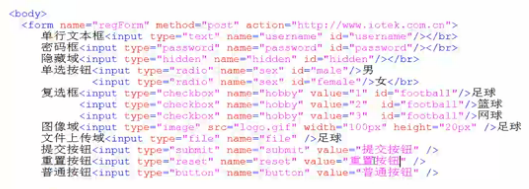 <body>
<form name="regForm" method="post" action="http://www.iotek.com.cn">
单行文本框<input type="text" name="username" id="username"/></br>
密码框<input type="password" name="password" id="password"/></br>
隐藏域<input type="hidden" name="hidden" id="hidden"/>
单选按钮<input type="radio" name="sex" id="male"/>男
<input type="radio" name="sex" id="female"/>女</br>
复选框<input type="checkbox" name="hobby" value="1" id="football"/>足球
<input type="checkbox" name="hobby" value="2" id="football"/>篮球
<input type="checkbox" name="hobby" value="3" id="football"/>网球
图像域<input type="image" src="logo.gif" width="100px" height="20px" />足球
文件上传域<input type="file" name="file" />足球
提交按钮<input type="submit" name="submit" value="提交按钮" />
重置按钮<input type="reset" name="reset" value="重置按钮" />
普通按钮<input type="button" name="button" value="普通按钮" />